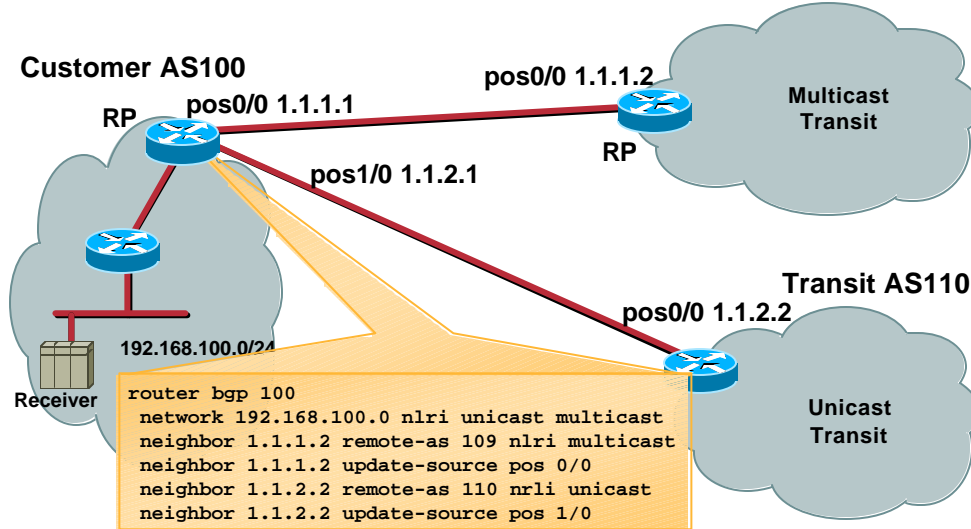 Customer AS100
RP
pos0/0 1.1.1.1
pos0/0 1.1.1.2
RP
Multicast
Transit
pos1/0 1.1.2.1
Transit AS110
pos0/0 1.1.2.2
Unicast
Transit
192.168.100.0/24
Receiver
router bgp 100
network 192.168.100.0 nlri unicast multicast
neighbor 1.1.1.2 remote-as 109 nlri multicast
neighbor 1.1.1.2 update-source pos 0/0
neighbor 1.1.2.2 remote-as 110 nrli unicast
neighbor 1.1.2.2 update-source pos 1/0